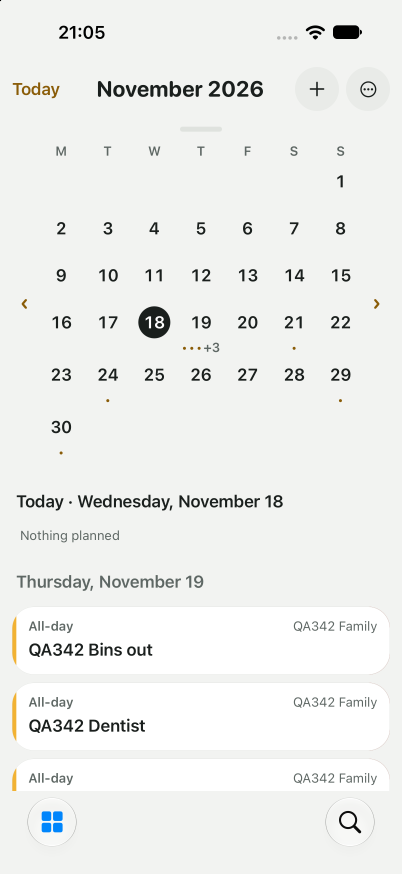 21:05
Today
November 2026
M T W T F S S
1
2 3 4 5 6 7 8
9 10 11 12 13 14 15
16 17 18 19 20 21 22
+3
23 24 25 26 27 28 29
30
Today · Wednesday, November 18
Nothing planned
Thursday, November 19
All-day QA342 Family
QA342 Bins out
All-day QA342 Family
QA342 Dentist
All-day QA342 Family